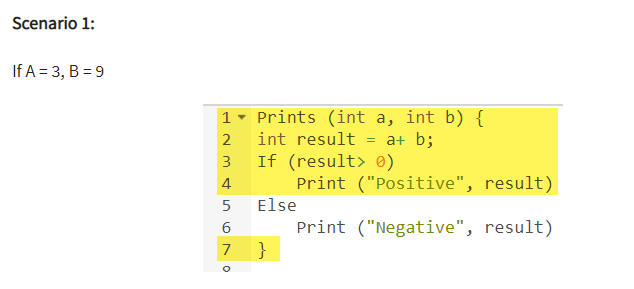 Scenario 1:
If A = 3, B = 9
1 Prints (int a, int b) {
2 int result = a+ b;
3 If (result> 0)
4 Print ("Positive", result)
5 Else
6 Print ("Negative", result)
7 }